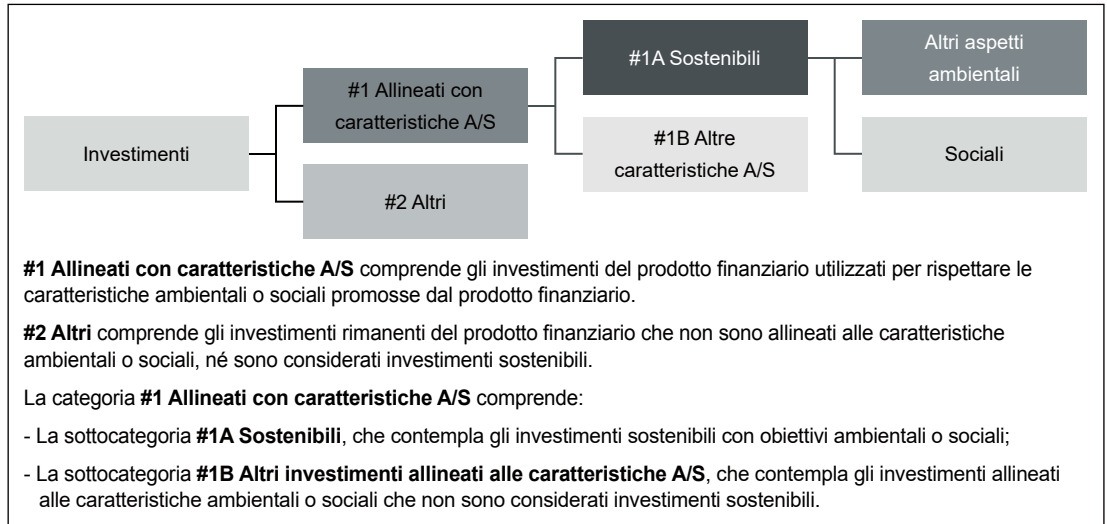 Investimenti
#1 Allineati con
caratteristiche A/S
#2 Altri
#1A Sostenibili
#1B Altre
caratteristiche A/S
Altri aspetti
ambientali
Sociali
#1 Allineati con caratteristiche A/S comprende gli investimenti del prodotto finanziario utilizzati per rispettare le
caratteristiche ambientali o sociali promosse dal prodotto finanziario.
#2 Altri comprende gli investimenti rimanenti del prodotto finanziario che non sono allineati alle caratteristiche
ambientali o sociali, né sono considerati investimenti sostenibili.
La categoria #1 Allineati con caratteristiche A/S comprende:
- La sottocategoria #1A Sostenibili, che contempla gli investimenti sostenibili con obiettivi ambientali o sociali;
- La sottocategoria #1B Altri investimenti allineati alle caratteristiche A/S, che contempla gli investimenti allineati
alle caratteristiche ambientali o sociali che non sono considerati investimenti sostenibili.